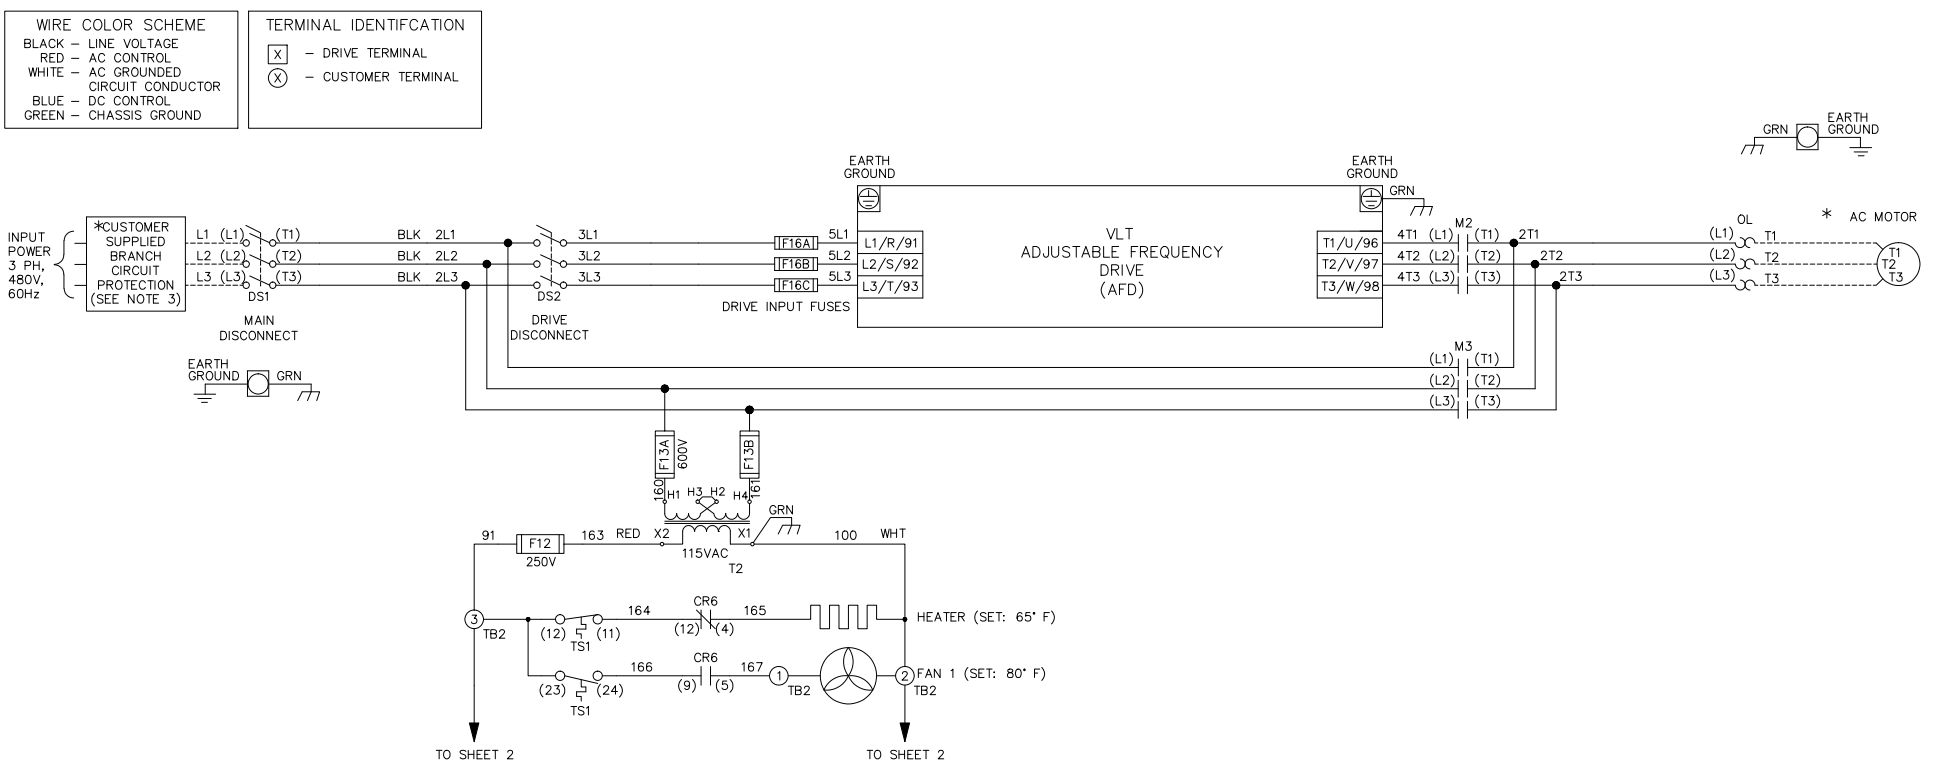 WIRE COLOR SCHEME
BLACK – LINE VOLTAGE
RED – AC CONTROL
WHITE – AC GROUNDED
CIRCUIT CONDUCTOR
BLUE – DC CONTROL
GREEN – CHASSIS GROUND
TERMINAL IDENTIFCATION
X – DRIVE TERMINAL
X – CUSTOMER TERMINAL
GRN
EARTH
GROUND
INPUT
POWER
3 PH,
480V,
60Hz
*CUSTOMER
SUPPLIED
BRANCH
CIRCUIT
PROTECTION
(SEE NOTE 3)
L1 (L1) (T1)
L2 (L2) (T2)
L3 (L3) (T3)
DS1
MAIN
DISCONNECT
BLK 2L1
BLK 2L2
BLK 2L3
DS2
DRIVE
DISCONNECT
3L1
3L2
3L3
F16A
F16B
F16C
DRIVE INPUT FUSES
5L1
5L2
5L3
EARTH
GROUND
L1/R/91
L2/S/92
L3/T/93
VLT
ADJUSTABLE FREQUENCY
DRIVE
(AFD)
EARTH
GROUND
GRN
T1/U/96
T2/V/97
T3/W/98
M2
4T1 (L1) (T1) 2T1
4T2 (L2) (T2) 2T2
4T3 (L3) (T3) 2T3
OL
(L1) T1
(L2) T2
(L3) T3
* AC MOTOR
T1
T2
T3
M3
(L1) (T1)
(L2) (T2)
(L3) (T3)
EARTH
GROUND
GRN
F13A
600V
F13B
160
161
H1 H3 H2 H4
GRN
91
F12
250V
163 RED X2
X1
100 WHT
115VAC
T2
3
TB2
(12) (11)
TS1
164
CR6
(12) (4)
165
HEATER (SET: 65° F)
(23) (24)
TS1
166
CR6
(9) (5)
167
1
TB2
2
TB2
FAN 1 (SET: 80° F)
TO SHEET 2
TO SHEET 2